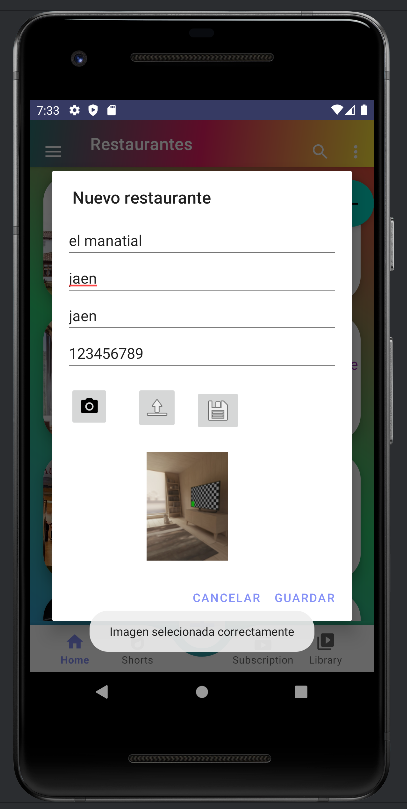 7:33
Restaurantes
Nuevo restaurante
el manatial
jaen
jaen
123456789
CANCELAR GUARDAR
Imagen selecionada correctamente
Home Shorts Subscription Library